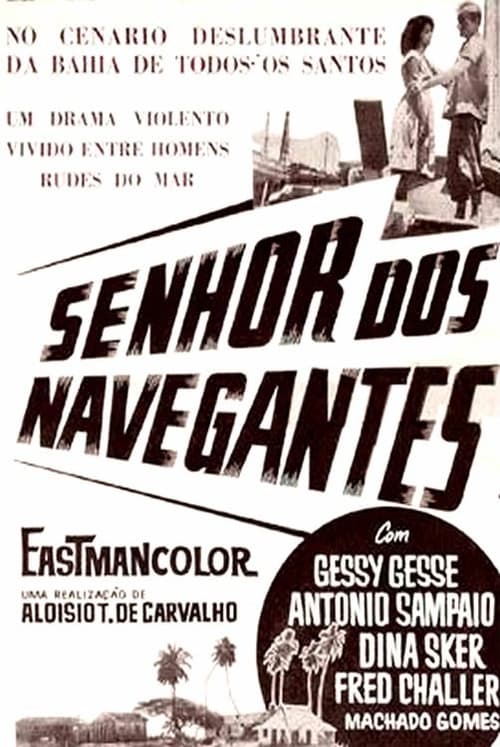 NO CENARIO DESLUMBRANTE
DA BAHIA DE TODOS OS SANTOS
UM DRAMA VIOLENTO
VIVIDO ENTRE HOMENS
RUDES DO MAR
SENHOR DOS
NAVEGANTES
EASTMANCOLOR
UMA REALIZAÇÃO DE
ALOISIO T. DE CARVALHO
Com
GESSY GESSE
ANTONIO SAMPAIO
DINA SKER
FRED CHALLER
MACHADO GOMES